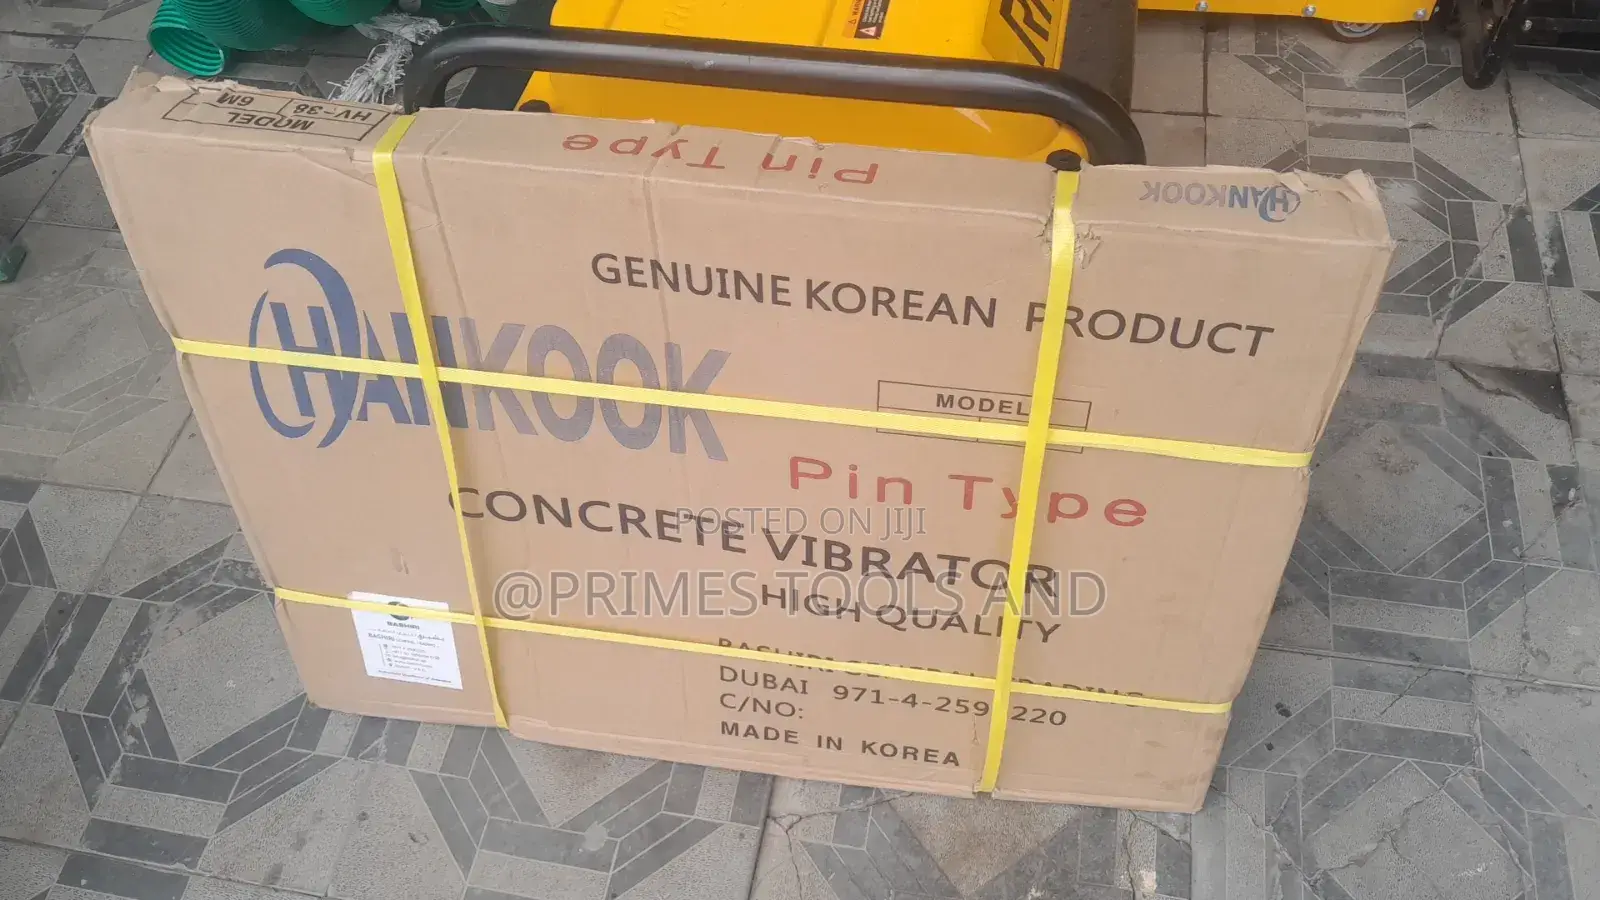 MODEL HV-38
6M
Pin Type
HANKOOK
GENUINE KOREAN PRODUCT
HANKOOK
MODEL
Pin Type
CONCRETE VIBRATOR
HIGH QUALITY
DUBAI 971-4-259 220
C/NO:
MADE IN KOREA
BASHIRI
POSTED ON JIJI
@PRIMES TOOLS AND